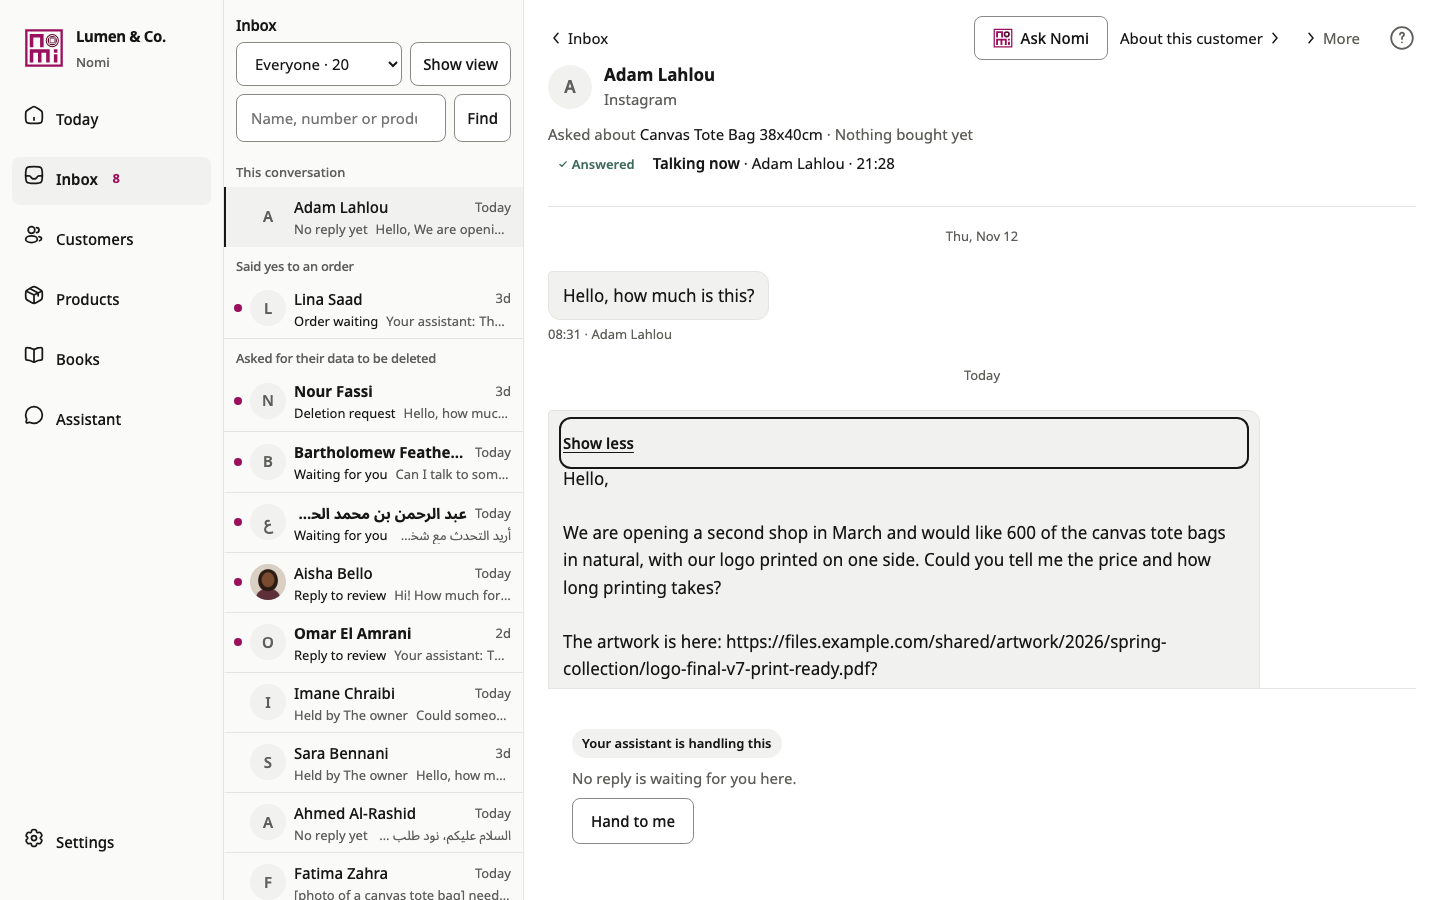 Lumen & Co.
Nomi
Today
Inbox 8
Customers
Products
Books
Assistant
Settings
Inbox
Everyone · 20
Show view
Name, number or produ
Find
This conversation
Adam Lahlou Today
No reply yet Hello, We are openi...
Said yes to an order
L
Lina Saad 3d
Order waiting Your assistant: Th...
Asked for their data to be deleted
N
Nour Fassi 3d
Deletion request Hello, how muc...
B
Bartholomew Feathe... Today
Waiting for you Can I talk to som...
ع
عبد الرحمن بن محمد الح... Today
Waiting for you أريد التحدث مع شخ...
Aisha Bello Today
Reply to review Hi! How much for...
O
Omar El Amrani 2d
Reply to review Your assistant: T...
I
Imane Chraibi Today
Held by The owner Could someo...
S
Sara Bennani 3d
Held by The owner Hello, how m...
A
Ahmed Al-Rashid Today
No reply yet السلام عليكم، نود طلب ...
F
Fatima Zahra Today
[photo of a canvas tote bag] need...
Inbox
Ask Nomi
About this customer
More
?
A
Adam Lahlou
Instagram
Asked about Canvas Tote Bag 38x40cm · Nothing bought yet
Answered Talking now · Adam Lahlou · 21:28
Thu, Nov 12
Hello, how much is this?
08:31 · Adam Lahlou
Today
Show less
Hello,
We are opening a second shop in March and would like 600 of the canvas tote bags
in natural, with our logo printed on one side. Could you tell me the price and how
long printing takes?
The artwork is here: https://files.example.com/shared/artwork/2026/spring-
collection/logo-final-v7-print-ready.pdf?
Your assistant is handling this
No reply is waiting for you here.
Hand to me